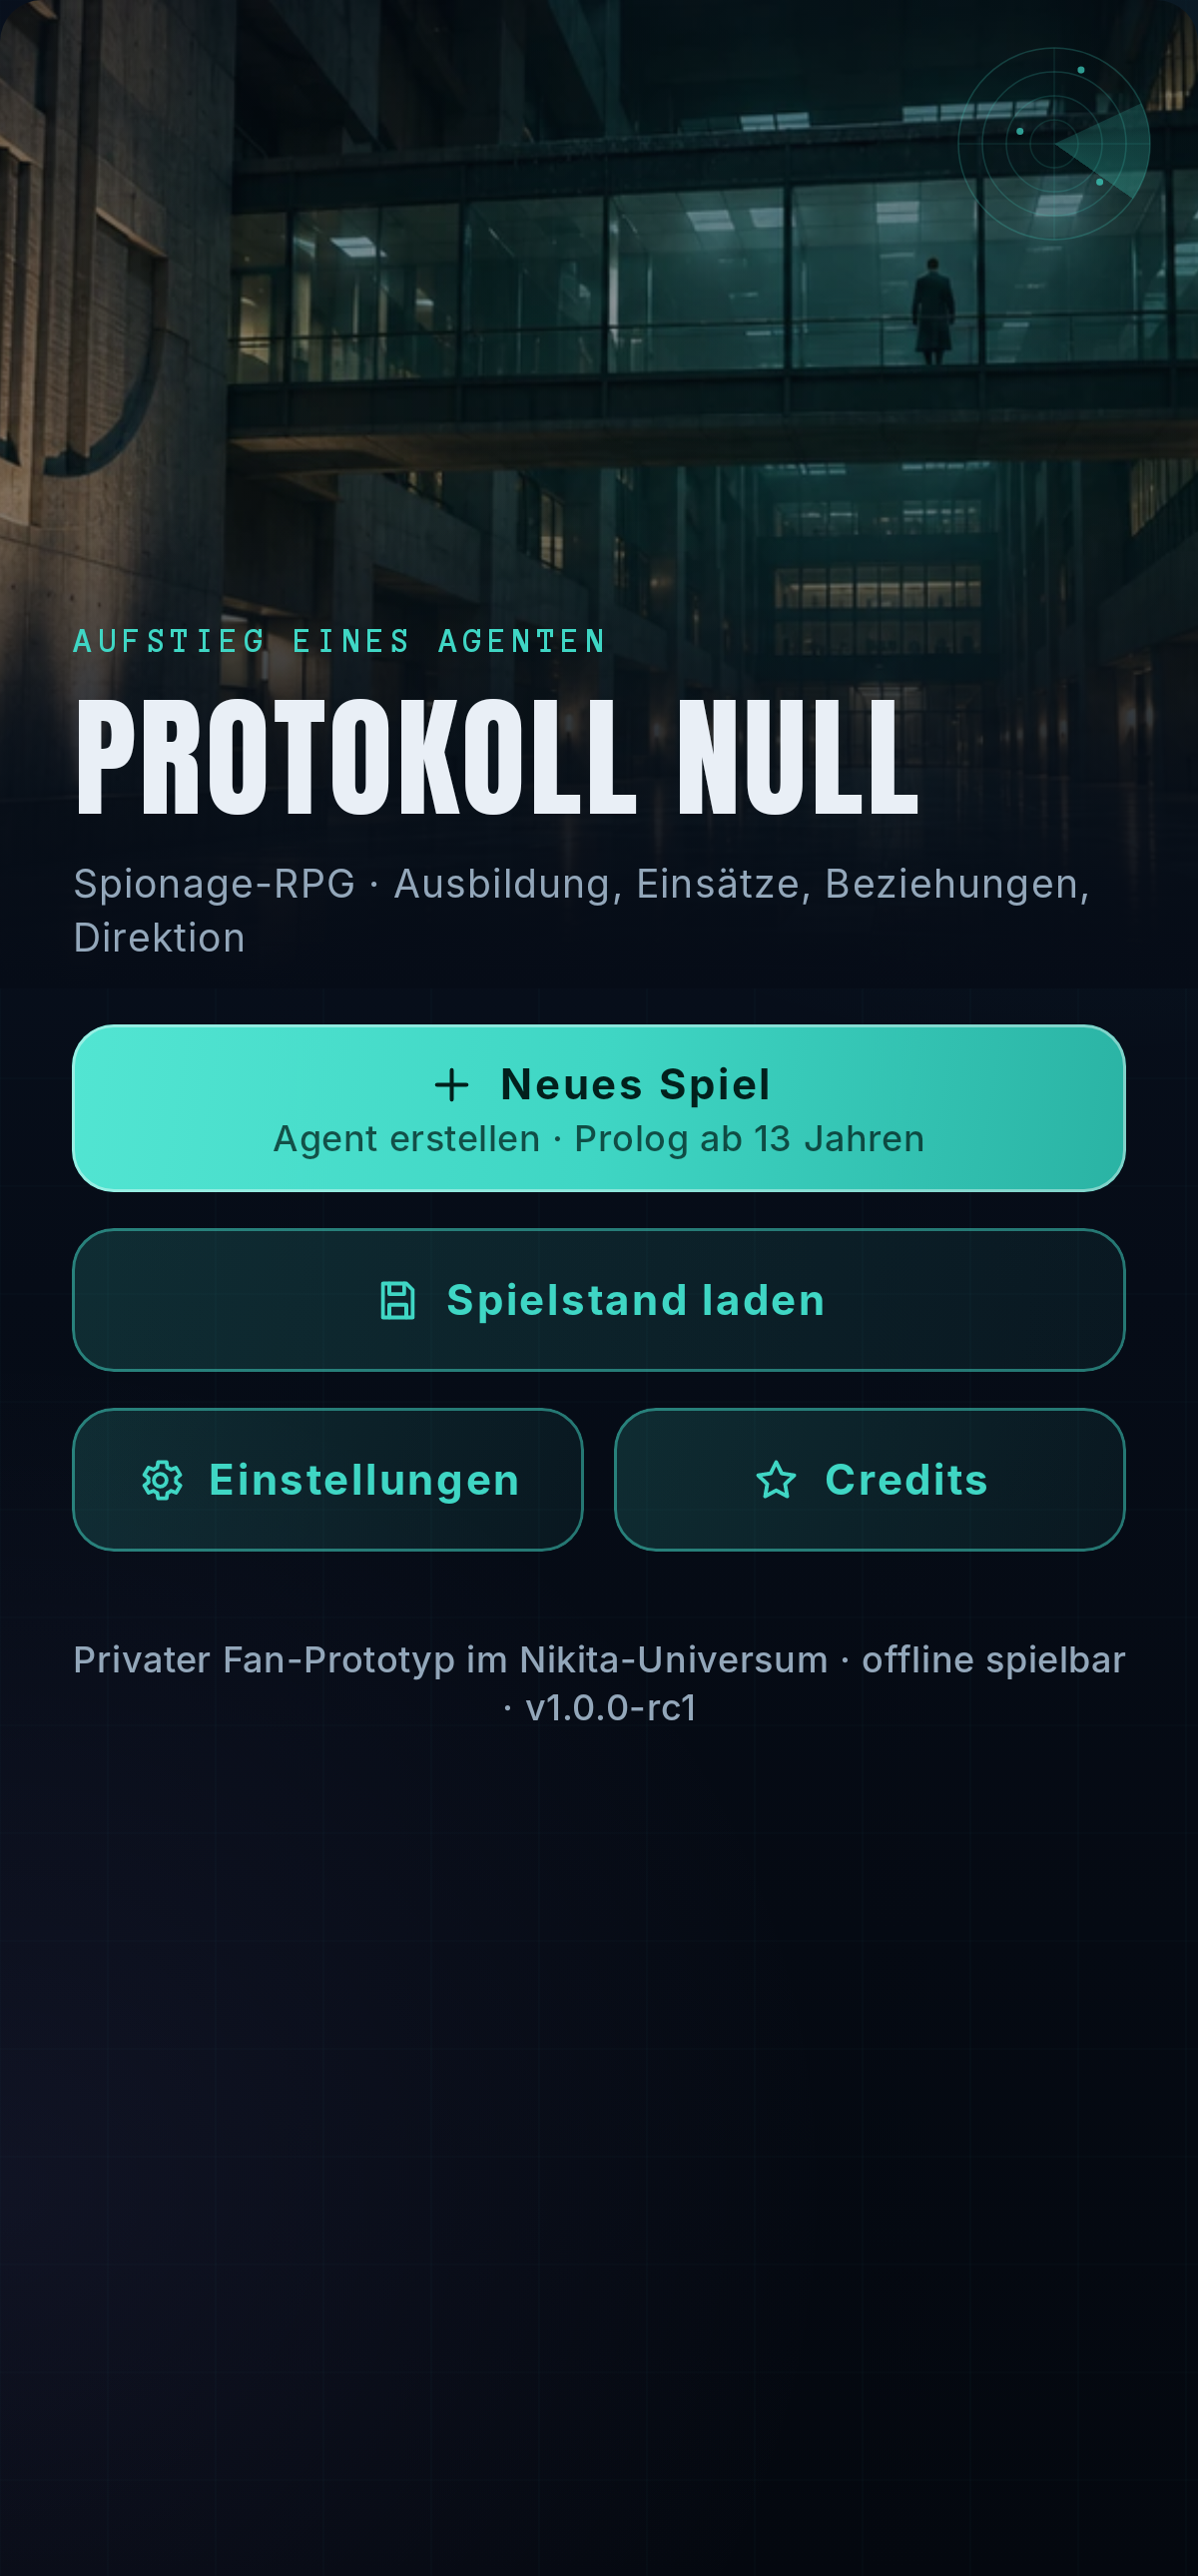 AUFSTIEG EINES AGENTEN
PROTOKOLL NULL
Spionage-RPG · Ausbildung, Einsätze, Beziehungen,
Direktion
Neues Spiel
Agent erstellen · Prolog ab 13 Jahren
Spielstand laden
Einstellungen
Credits
Privater Fan-Prototyp im Nikita-Universum · offline spielbar
· v1.0.0-rc1